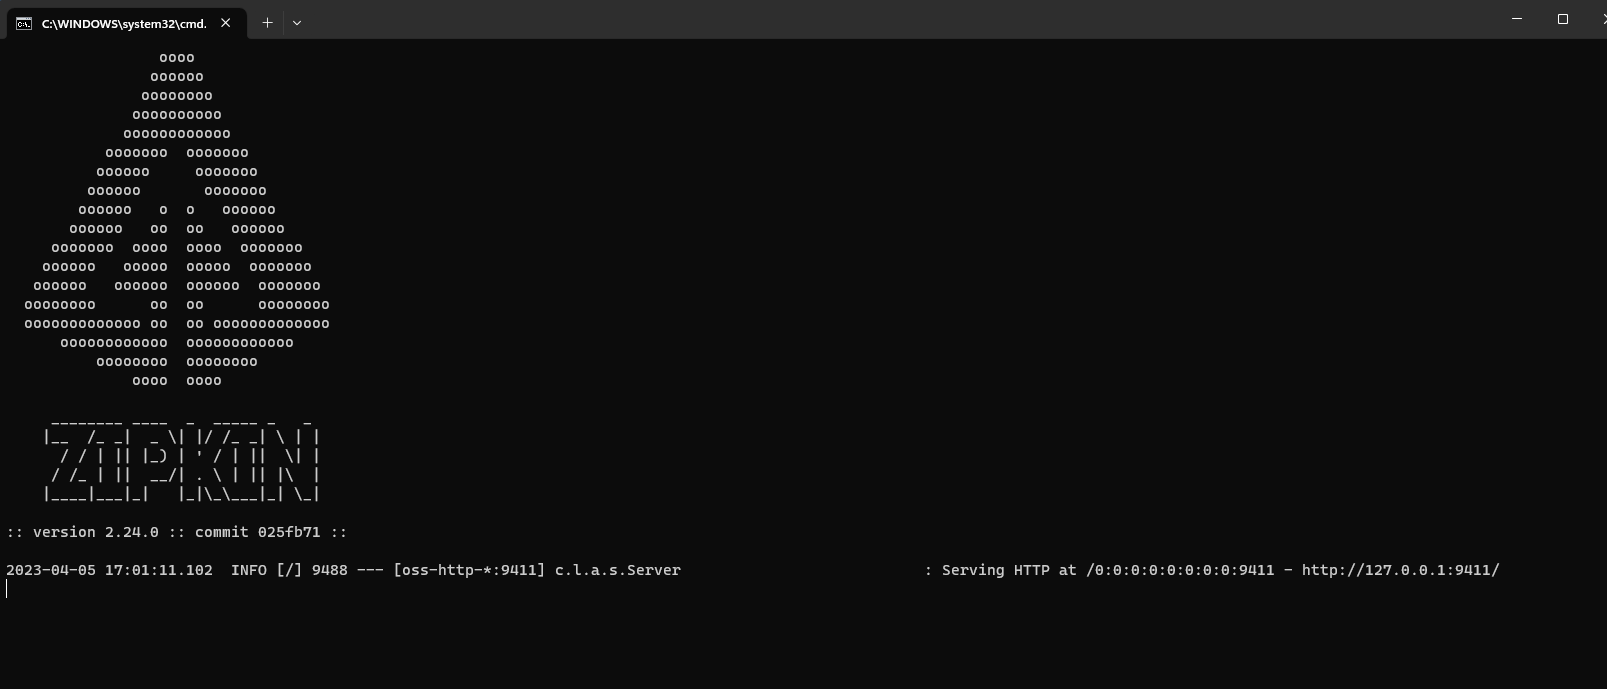 C:\WINDOWS\system32\cmd.
                 oooo
                oooooo
               oooooooo
              oooooooooo
             oooooooooooo
           ooooooo  ooooooo
          oooooo     ooooooo
         oooooo       ooooooo
        oooooo   o  o   oooooo
       oooooo   oo  oo   oooooo
     ooooooo  oooo  oooo  ooooooo
    oooooo   ooooo  ooooo  ooooooo
   oooooo   oooooo  oooooo  ooooooo
  oooooooo      oo  oo      oooooooo
  ooooooooooooo oo  oo ooooooooooooo
      oooooooooooo  oooooooooooo
          oooooooo  oooooooo
              oooo  oooo
     ________ ____  _  _____ _   _
    |__  /_ _|  _ \| |/ /_ _| \ | |
      / / | || |_) | ' / | ||  \| |
     / /_ | ||  __/| . \ | || |\  |
    |____|___|_|   |_|\_\___|_| \_|
:: version 2.24.0 :: commit 025fb71 ::
2023-04-05 17:01:11.102  INFO [/] 9488 --- [oss-http-*:9411] c.l.a.s.Server                           : Serving HTTP at /0:0:0:0:0:0:0:0:9411 - http://127.0.0.1:9411/